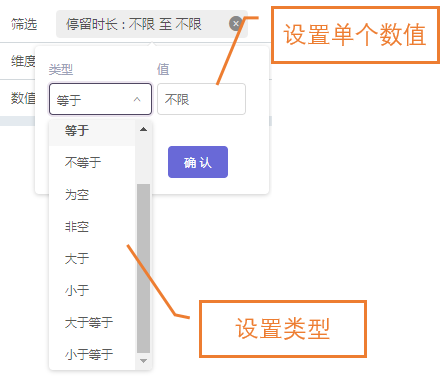 筛选
停留时长 : 不限 至 不限
设置单个数值
维度
类型
值
数值
等于
不限
等于
不等于
确 认
为空
非空
大于
小于
大于等于
小于等于
设置类型